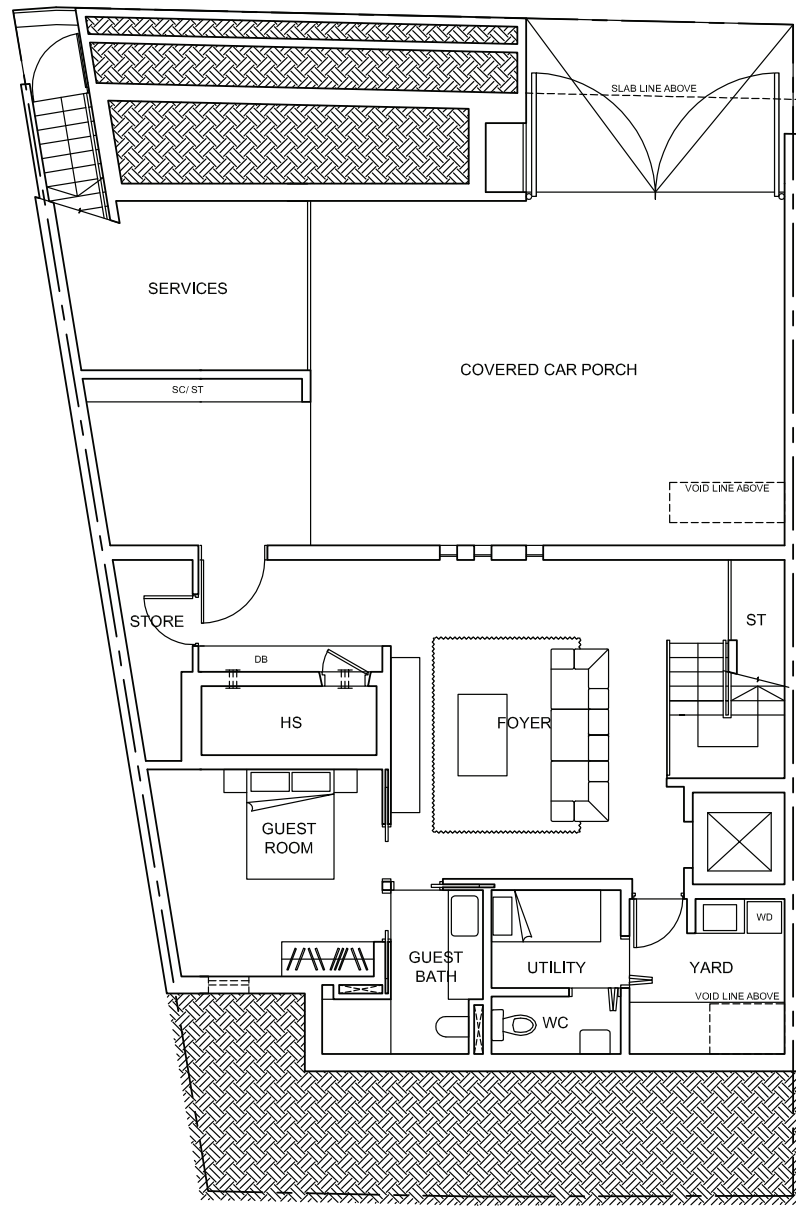 SLAB LINE ABOVE
SERVICES
COVERED CAR PORCH
SC/ ST
VOID LINE ABOVE
STORE
ST
DB
HS
FOYER
GUEST
ROOM
WD
GUEST
BATH
UTILITY
YARD
VOID LINE ABOVE
WC